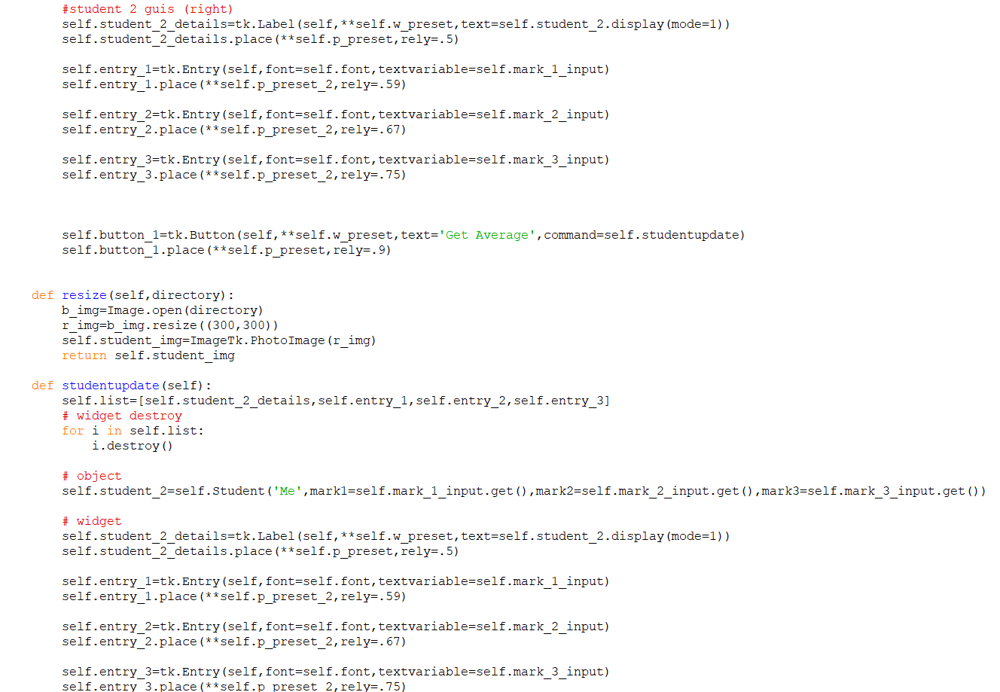 #student 2 guis (right)
self.student_2_details=tk.Label(self,**self.w_preset,text=self.student_2.display(mode=1))
self.student_2_details.place(**self.p_preset,rely=.5)
self.entry_1=tk.Entry(self,font=self.font,textvariable=self.mark_1_input)
self.entry_1.place(**self.p_preset_2,rely=.59)
self.entry_2=tk.Entry(self,font=self.font,textvariable=self.mark_2_input)
self.entry_2.place(**self.p_preset_2,rely=.67)
self.entry_3=tk.Entry(self,font=self.font,textvariable=self.mark_3_input)
self.entry_3.place(**self.p_preset_2,rely=.75)
self.button_1=tk.Button(self,**self.w_preset,text='Get Average',command=self.studentupdate)
self.button_1.place(**self.p_preset,rely=.9)
def resize(self,directory):
b_img=Image.open(directory)
r_img=b_img.resize((300,300))
self.student_img=ImageTk.PhotoImage(r_img)
return self.student_img
def studentupdate(self):
self.list=[self.student_2_details,self.entry_1,self.entry_2,self.entry_3]
# widget destroy
for i in self.list:
i.destroy()
# object
self.student_2=self.Student('Me',mark1=self.mark_1_input.get(),mark2=self.mark_2_input.get(),mark3=self.mark_3_input.get())
# widget
self.student_2_details=tk.Label(self,**self.w_preset,text=self.student_2.display(mode=1))
self.student_2_details.place(**self.p_preset,rely=.5)
self.entry_1=tk.Entry(self,font=self.font,textvariable=self.mark_1_input)
self.entry_1.place(**self.p_preset_2,rely=.59)
self.entry_2=tk.Entry(self,font=self.font,textvariable=self.mark_2_input)
self.entry_2.place(**self.p_preset_2,rely=.67)
self.entry_3=tk.Entry(self,font=self.font,textvariable=self.mark_3_input)
self.entry_3.place(**self.p_preset_2,rely=.75)